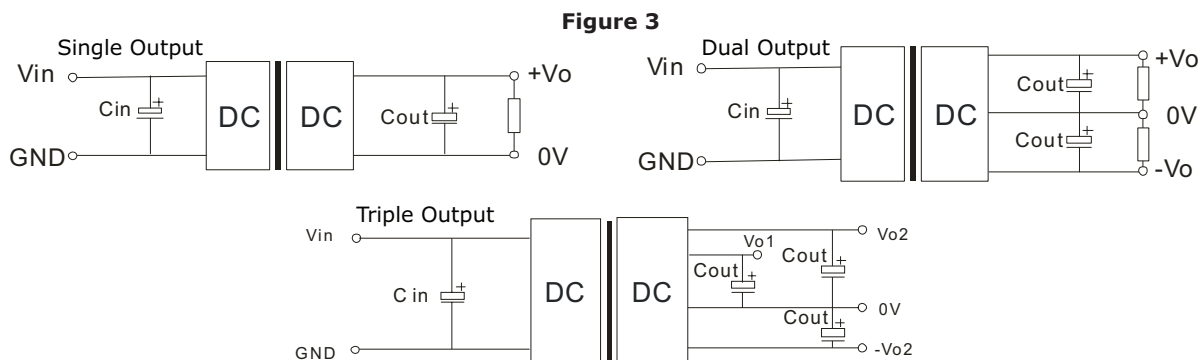 Figure 3
Single Output
Vin
Cin
+
DC
DC
Cout
+
+Vo
GND
0V
Dual Output
Vin
Cin
+
DC
DC
Cout
+
+Vo
0V
Cout
+
GND
-Vo
Triple Output
Vin
C in
+
DC
DC
Vo1
Cout
+
Cout
+
Vo2
0V
Cout
+
GND
-Vo2